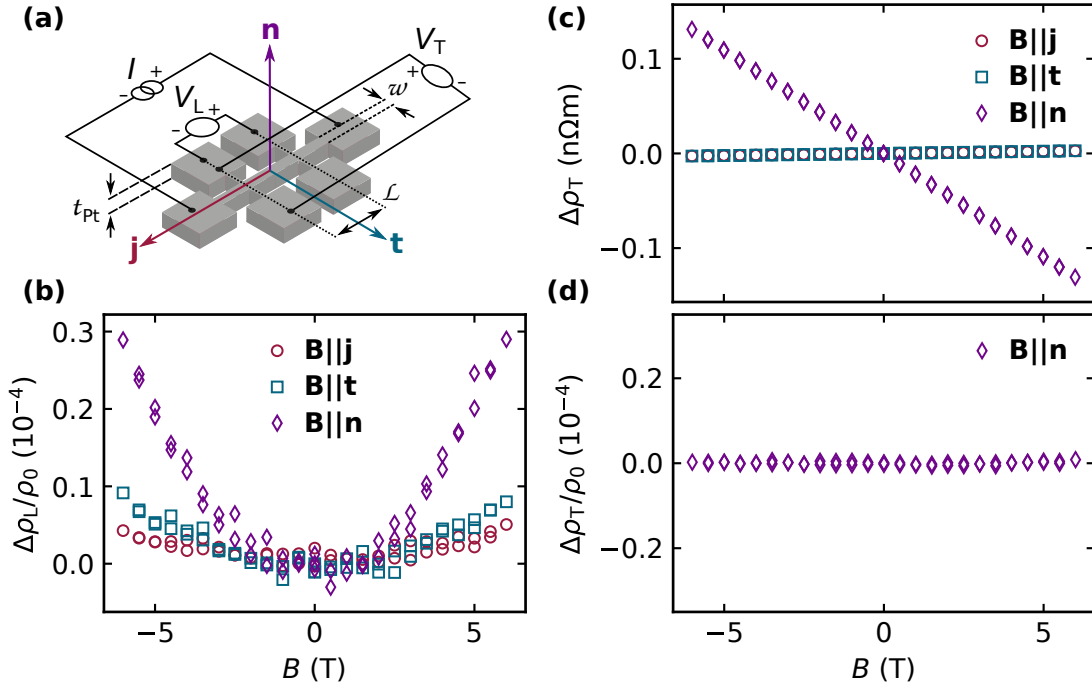 (a)
n
I
+
-
V_L
+
-
V_T
+
-
w
t_Pt
ℒ
j
t
(b)
Δρ_L/ρ_0 (10^−4)
0.3
0.2
0.1
0.0
B||j
B||t
B||n
−5
0
5
B (T)
(c)
Δρ_T (nΩm)
0.1
0.0
−0.1
B||j
B||t
B||n
(d)
Δρ_T/ρ_0 (10^−4)
0.2
0.0
−0.2
B||n
−5
0
5
B (T)